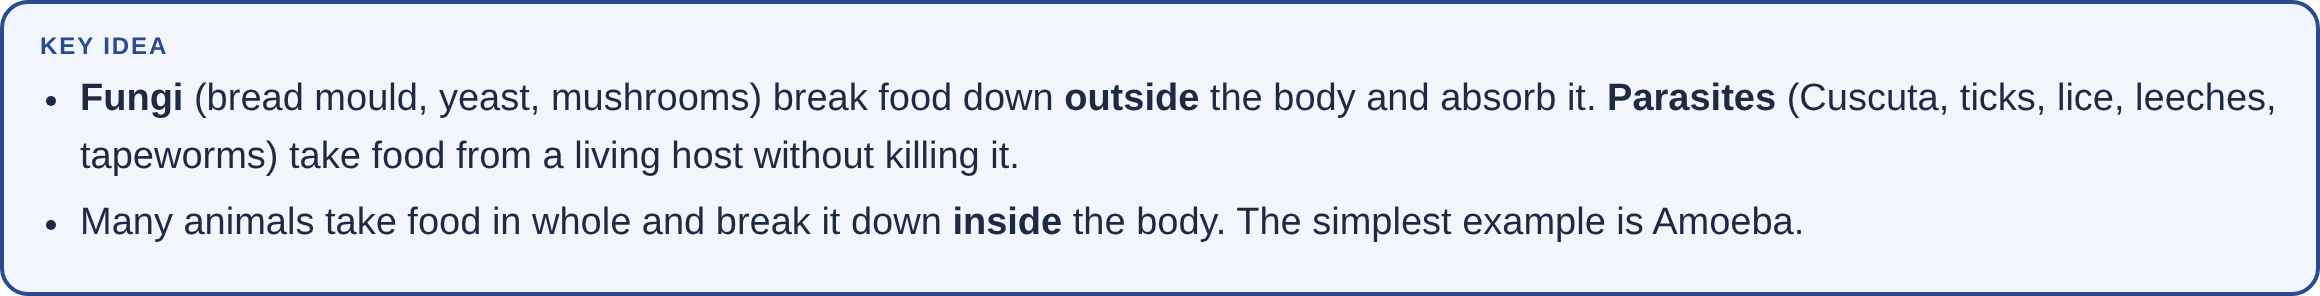 KEY IDEA
• Fungi (bread mould, yeast, mushrooms) break food down outside the body and absorb it. Parasites (Cuscuta, ticks, lice, leeches,
tapeworms) take food from a living host without killing it.
• Many animals take food in whole and break it down inside the body. The simplest example is Amoeba.